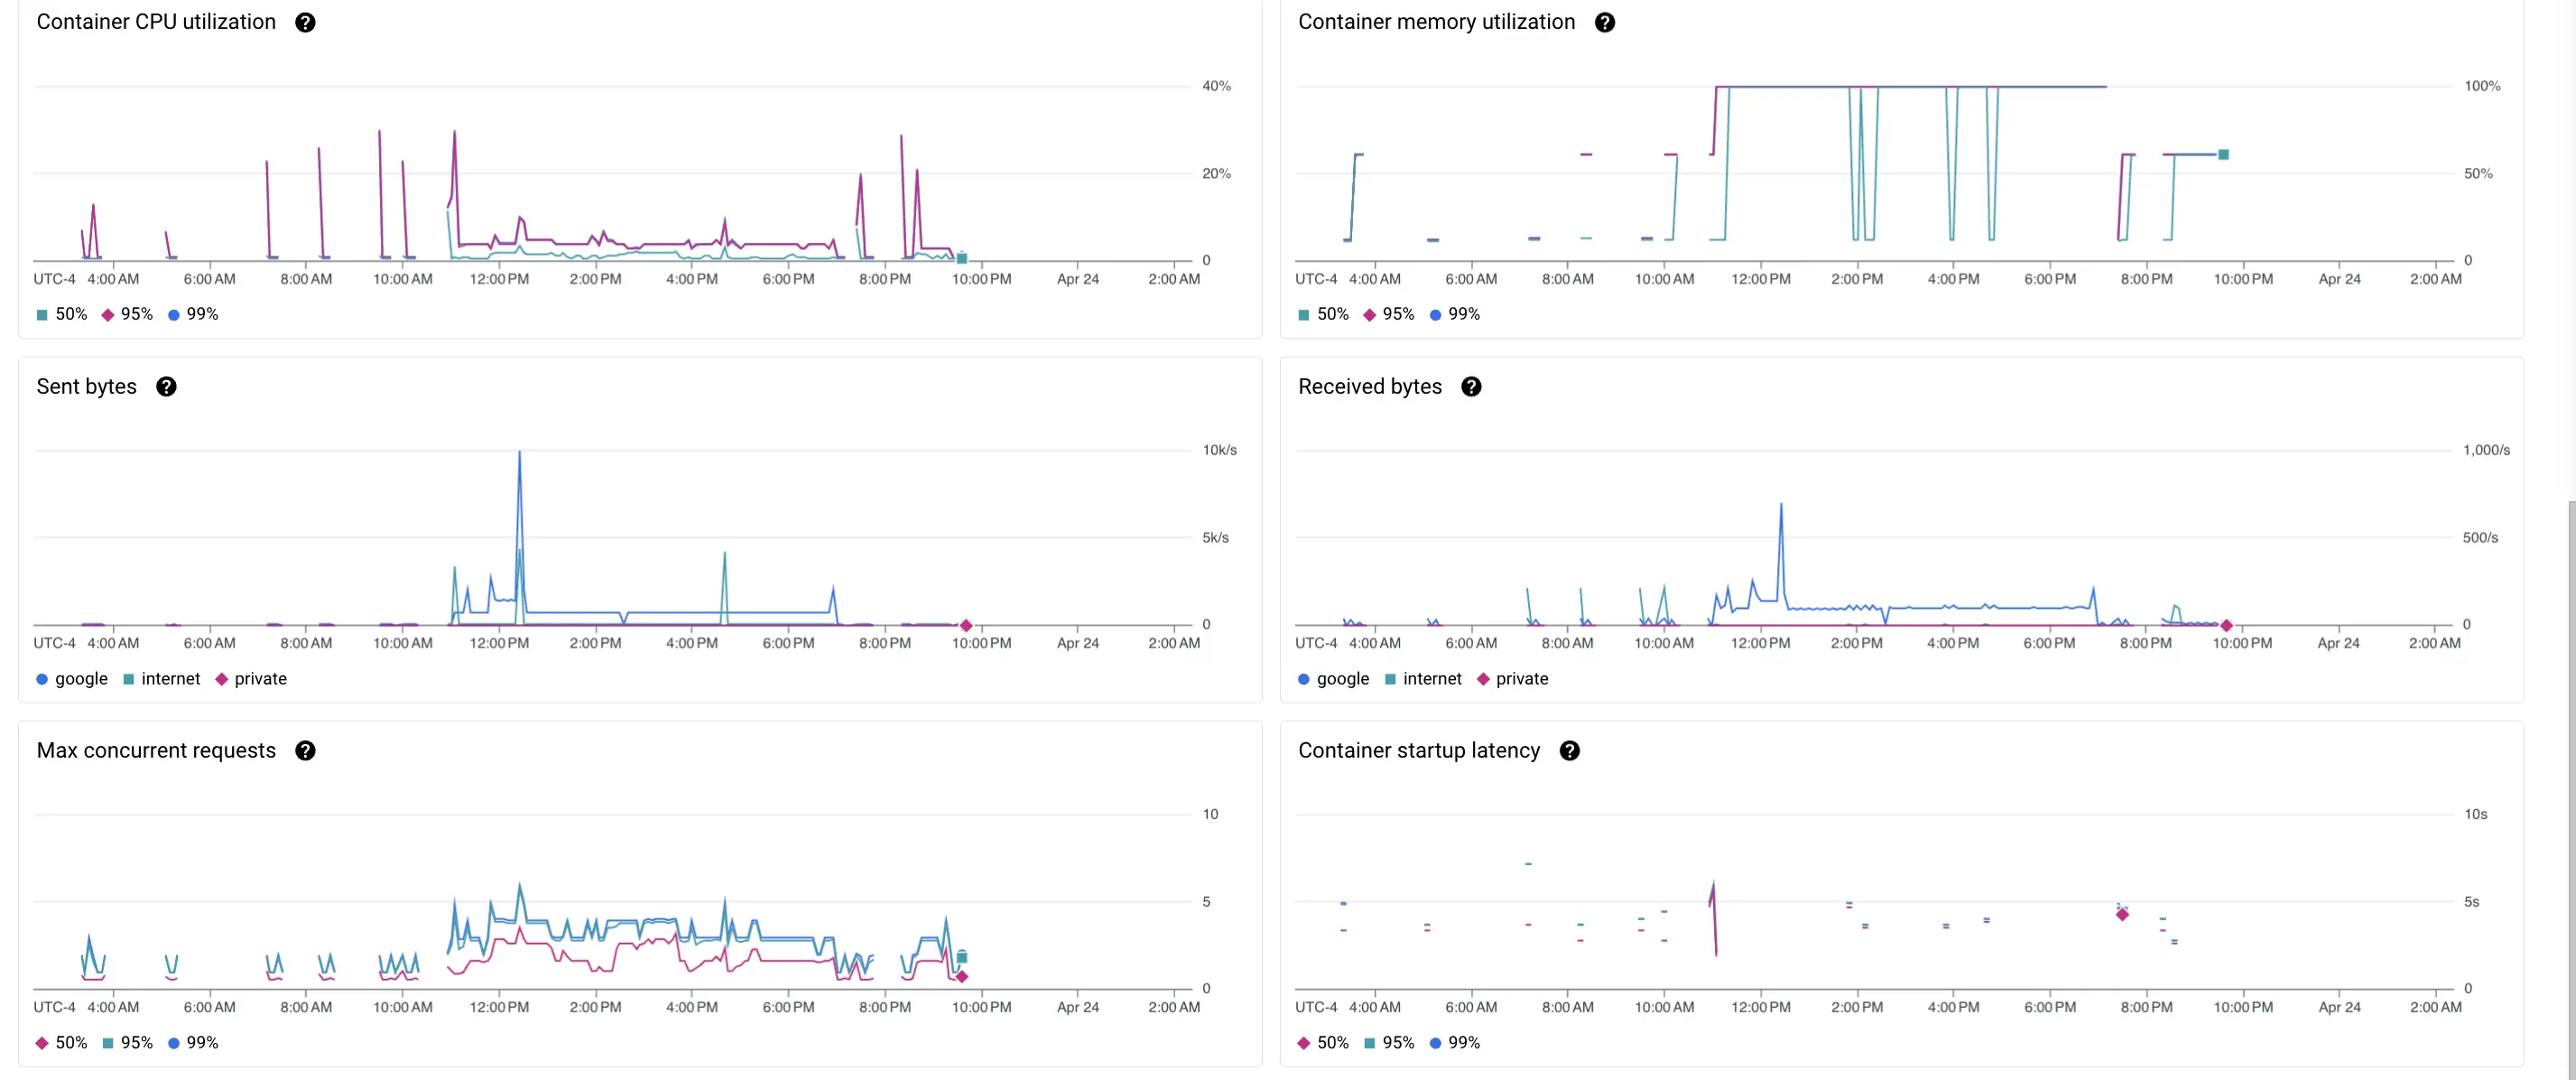 Container CPU utilization ?
40%
20%
0
UTC-4 4:00 AM 6:00 AM 8:00 AM 10:00 AM 12:00 PM 2:00 PM 4:00 PM 6:00 PM 8:00 PM 10:00 PM Apr 24 2:00 AM
50% 95% 99%
Container memory utilization ?
100%
50%
0
UTC-4 4:00 AM 6:00 AM 8:00 AM 10:00 AM 12:00 PM 2:00 PM 4:00 PM 6:00 PM 8:00 PM 10:00 PM Apr 24 2:00 AM
50% 95% 99%
Sent bytes ?
10k/s
5k/s
0
UTC-4 4:00 AM 6:00 AM 8:00 AM 10:00 AM 12:00 PM 2:00 PM 4:00 PM 6:00 PM 8:00 PM 10:00 PM Apr 24 2:00 AM
google internet private
Received bytes ?
1,000/s
500/s
0
UTC-4 4:00 AM 6:00 AM 8:00 AM 10:00 AM 12:00 PM 2:00 PM 4:00 PM 6:00 PM 8:00 PM 10:00 PM Apr 24 2:00 AM
google internet private
Max concurrent requests ?
10
5
0
UTC-4 4:00 AM 6:00 AM 8:00 AM 10:00 AM 12:00 PM 2:00 PM 4:00 PM 6:00 PM 8:00 PM 10:00 PM Apr 24 2:00 AM
50% 95% 99%
Container startup latency ?
10s
5s
0
UTC-4 4:00 AM 6:00 AM 8:00 AM 10:00 AM 12:00 PM 2:00 PM 4:00 PM 6:00 PM 8:00 PM 10:00 PM Apr 24 2:00 AM
50% 95% 99%